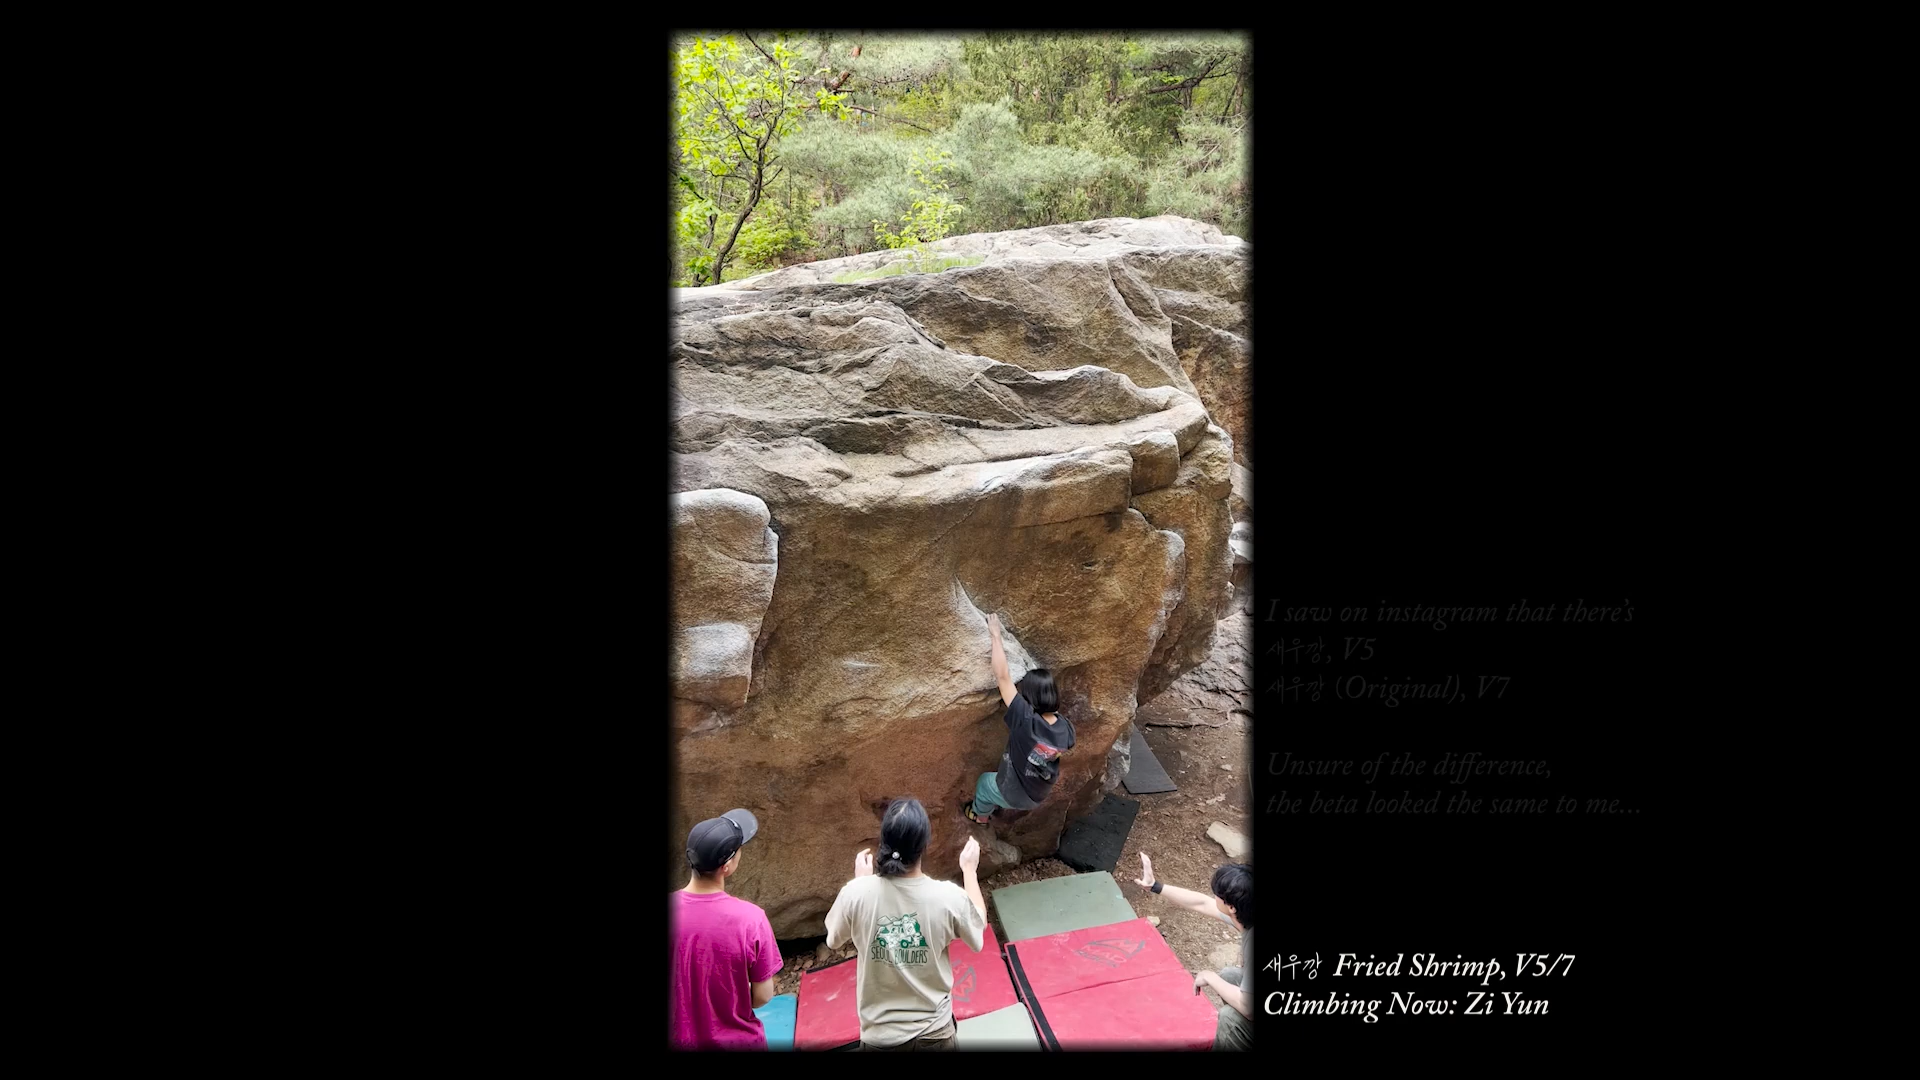 I saw on instagram that there's
새우깡, V5
새우깡 (Original), V7
Unsure of the difference,
the beta looked the same to me...
새우깡 Fried Shrimp, V5/7
Climbing Now: Zi Yun